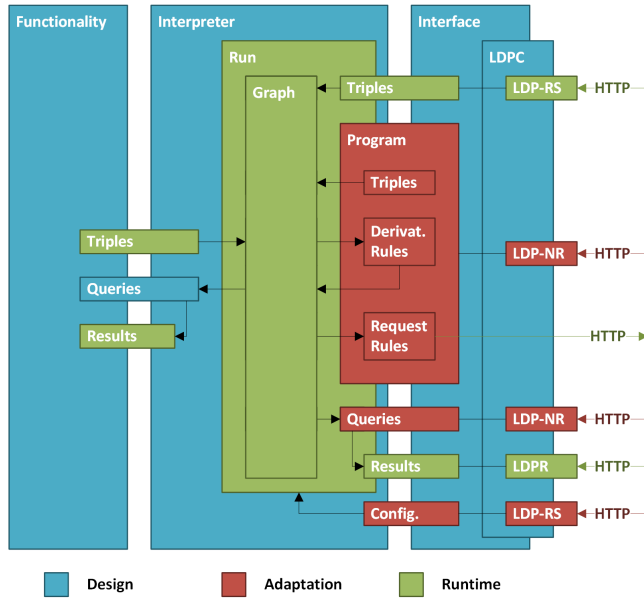 Functionality
Interpreter
Interface
Run
LDPC
Graph
Triples
LDP-RS
HTTP
Program
Triples
Triples
Derivat.
Rules
LDP-NR
HTTP
Queries
Results
Request
Rules
HTTP
Queries
LDP-NR
HTTP
Results
LDPR
HTTP
Config.
LDP-RS
HTTP
Design
Adaptation
Runtime